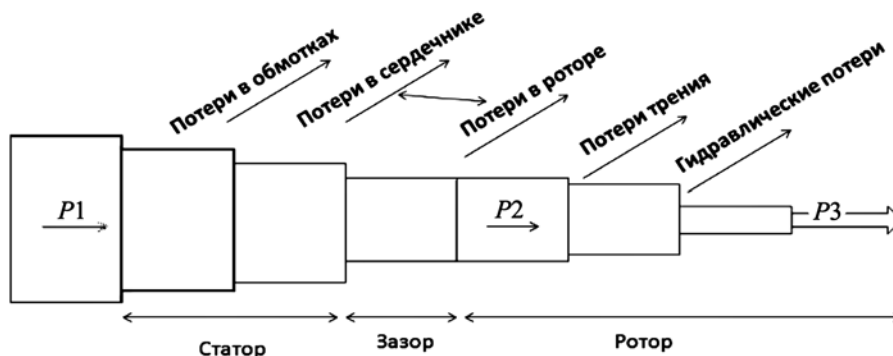 Потери в обмотках
Потери в сердечнике
Потери в роторе
Потери трения
Гидравлические потери
P1
P2
P3
Статор
Зазор
Ротор